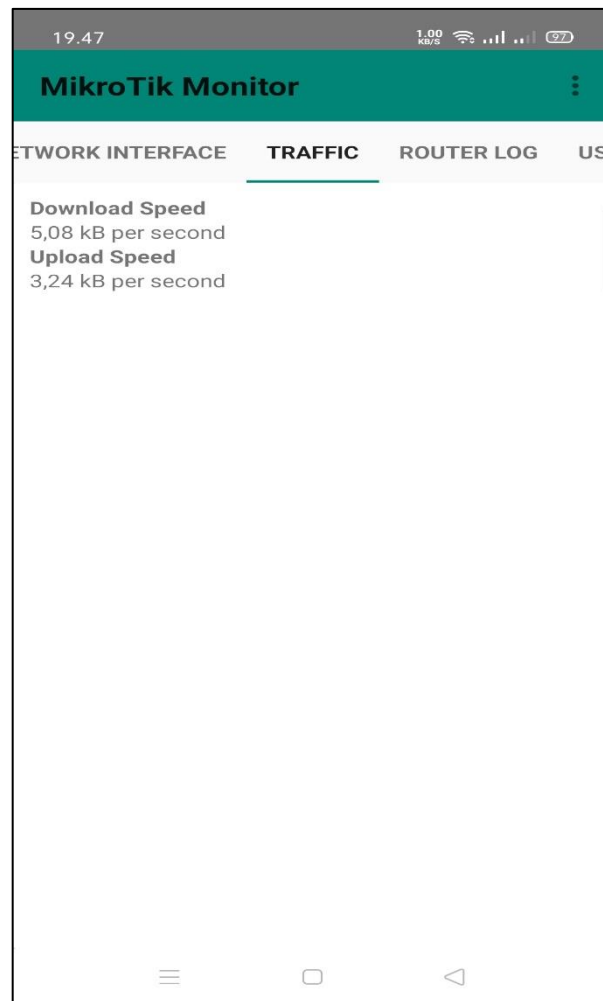 19.47 1.00 KB/S 97
MikroTik Monitor
ETWORK INTERFACE TRAFFIC ROUTER LOG US
Download Speed
5,08 kB per second
Upload Speed
3,24 kB per second